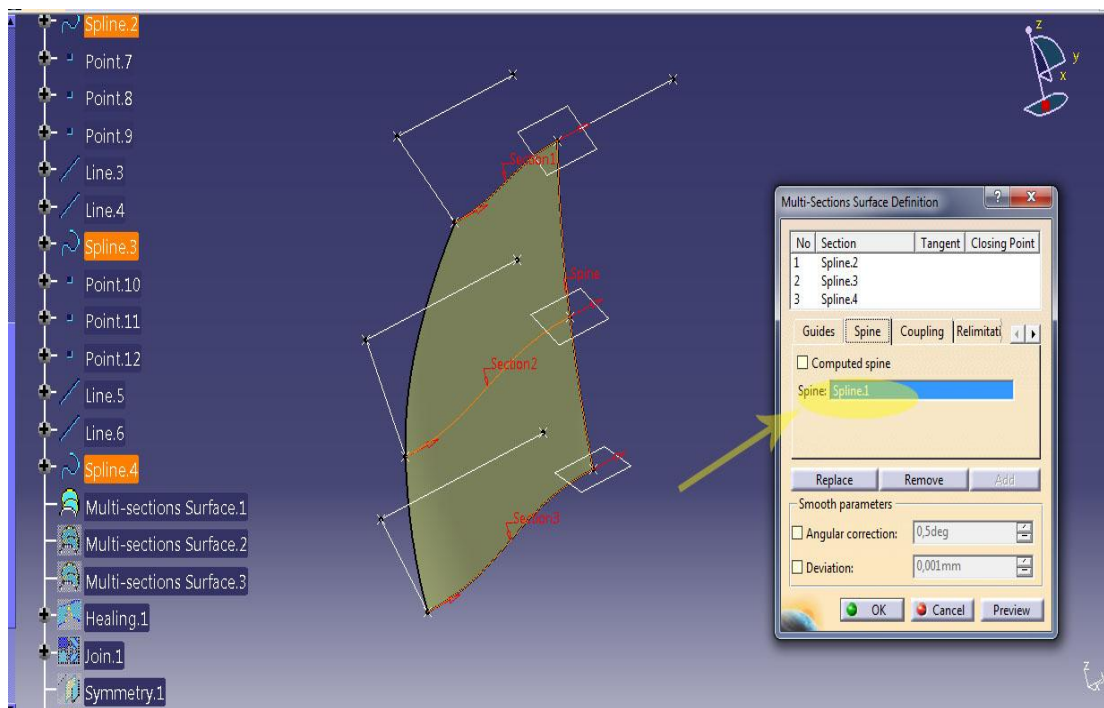 Spline.2
Point.7
Point.8
Point.9
Line.3
Line.4
Spline.3
Point.10
Point.11
Point.12
Line.5
Line.6
Spline.4
Multi-sections Surface.1
Multi-sections Surface.2
Multi-sections Surface.3
Healing.1
Join.1
Symmetry.1
Section1
Spine
Section2
Section3
z
y
x
Multi-Sections Surface Definition
?
No Section Tangent Closing Point
1 Spline.2
2 Spline.3
3 Spline.4
Guides Spine Coupling Relimitati
Computed spine
Spine: Spline.1
Replace Remove Add
Smooth parameters
Angular correction: 0,5deg
Deviation: 0,001mm
OK Cancel Preview
z